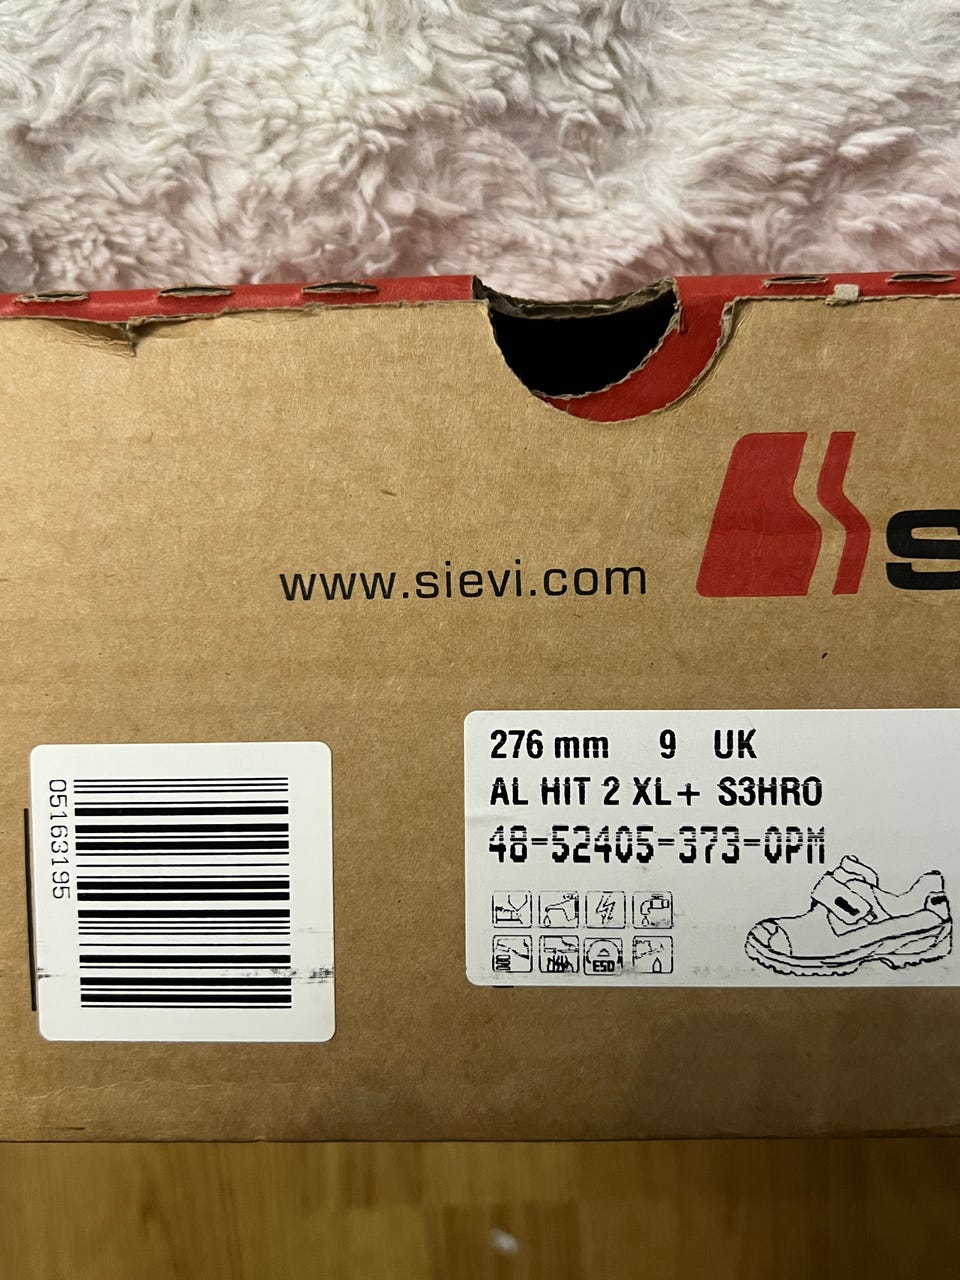 www.sievi.com
S
276 mm 9 UK
AL HIT 2 XL+ S3HRO
48-52405-373-0PM
ESD
05163195